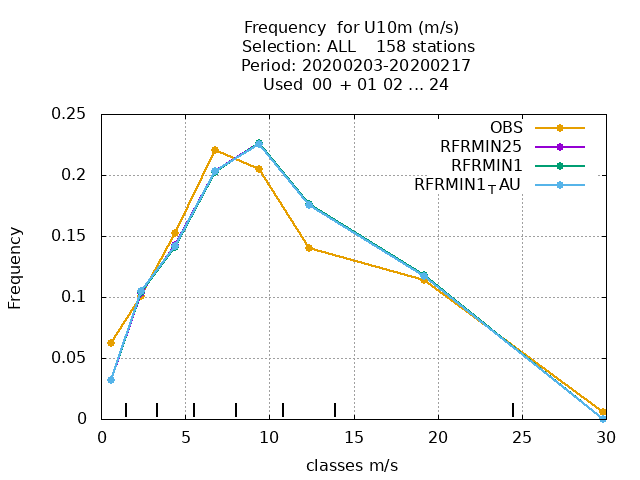 Frequency  for U10m (m/s)
Selection: ALL    158 stations
Period: 20200203-20200217
Used  00 + 01 02 ... 24
0.25
0.2
0.15
0.1
0.05
0
Frequency
OBS
RFRMIN25
RFRMIN1
RFRMIN1_TAU
0 5 10 15 20 25 30
classes m/s